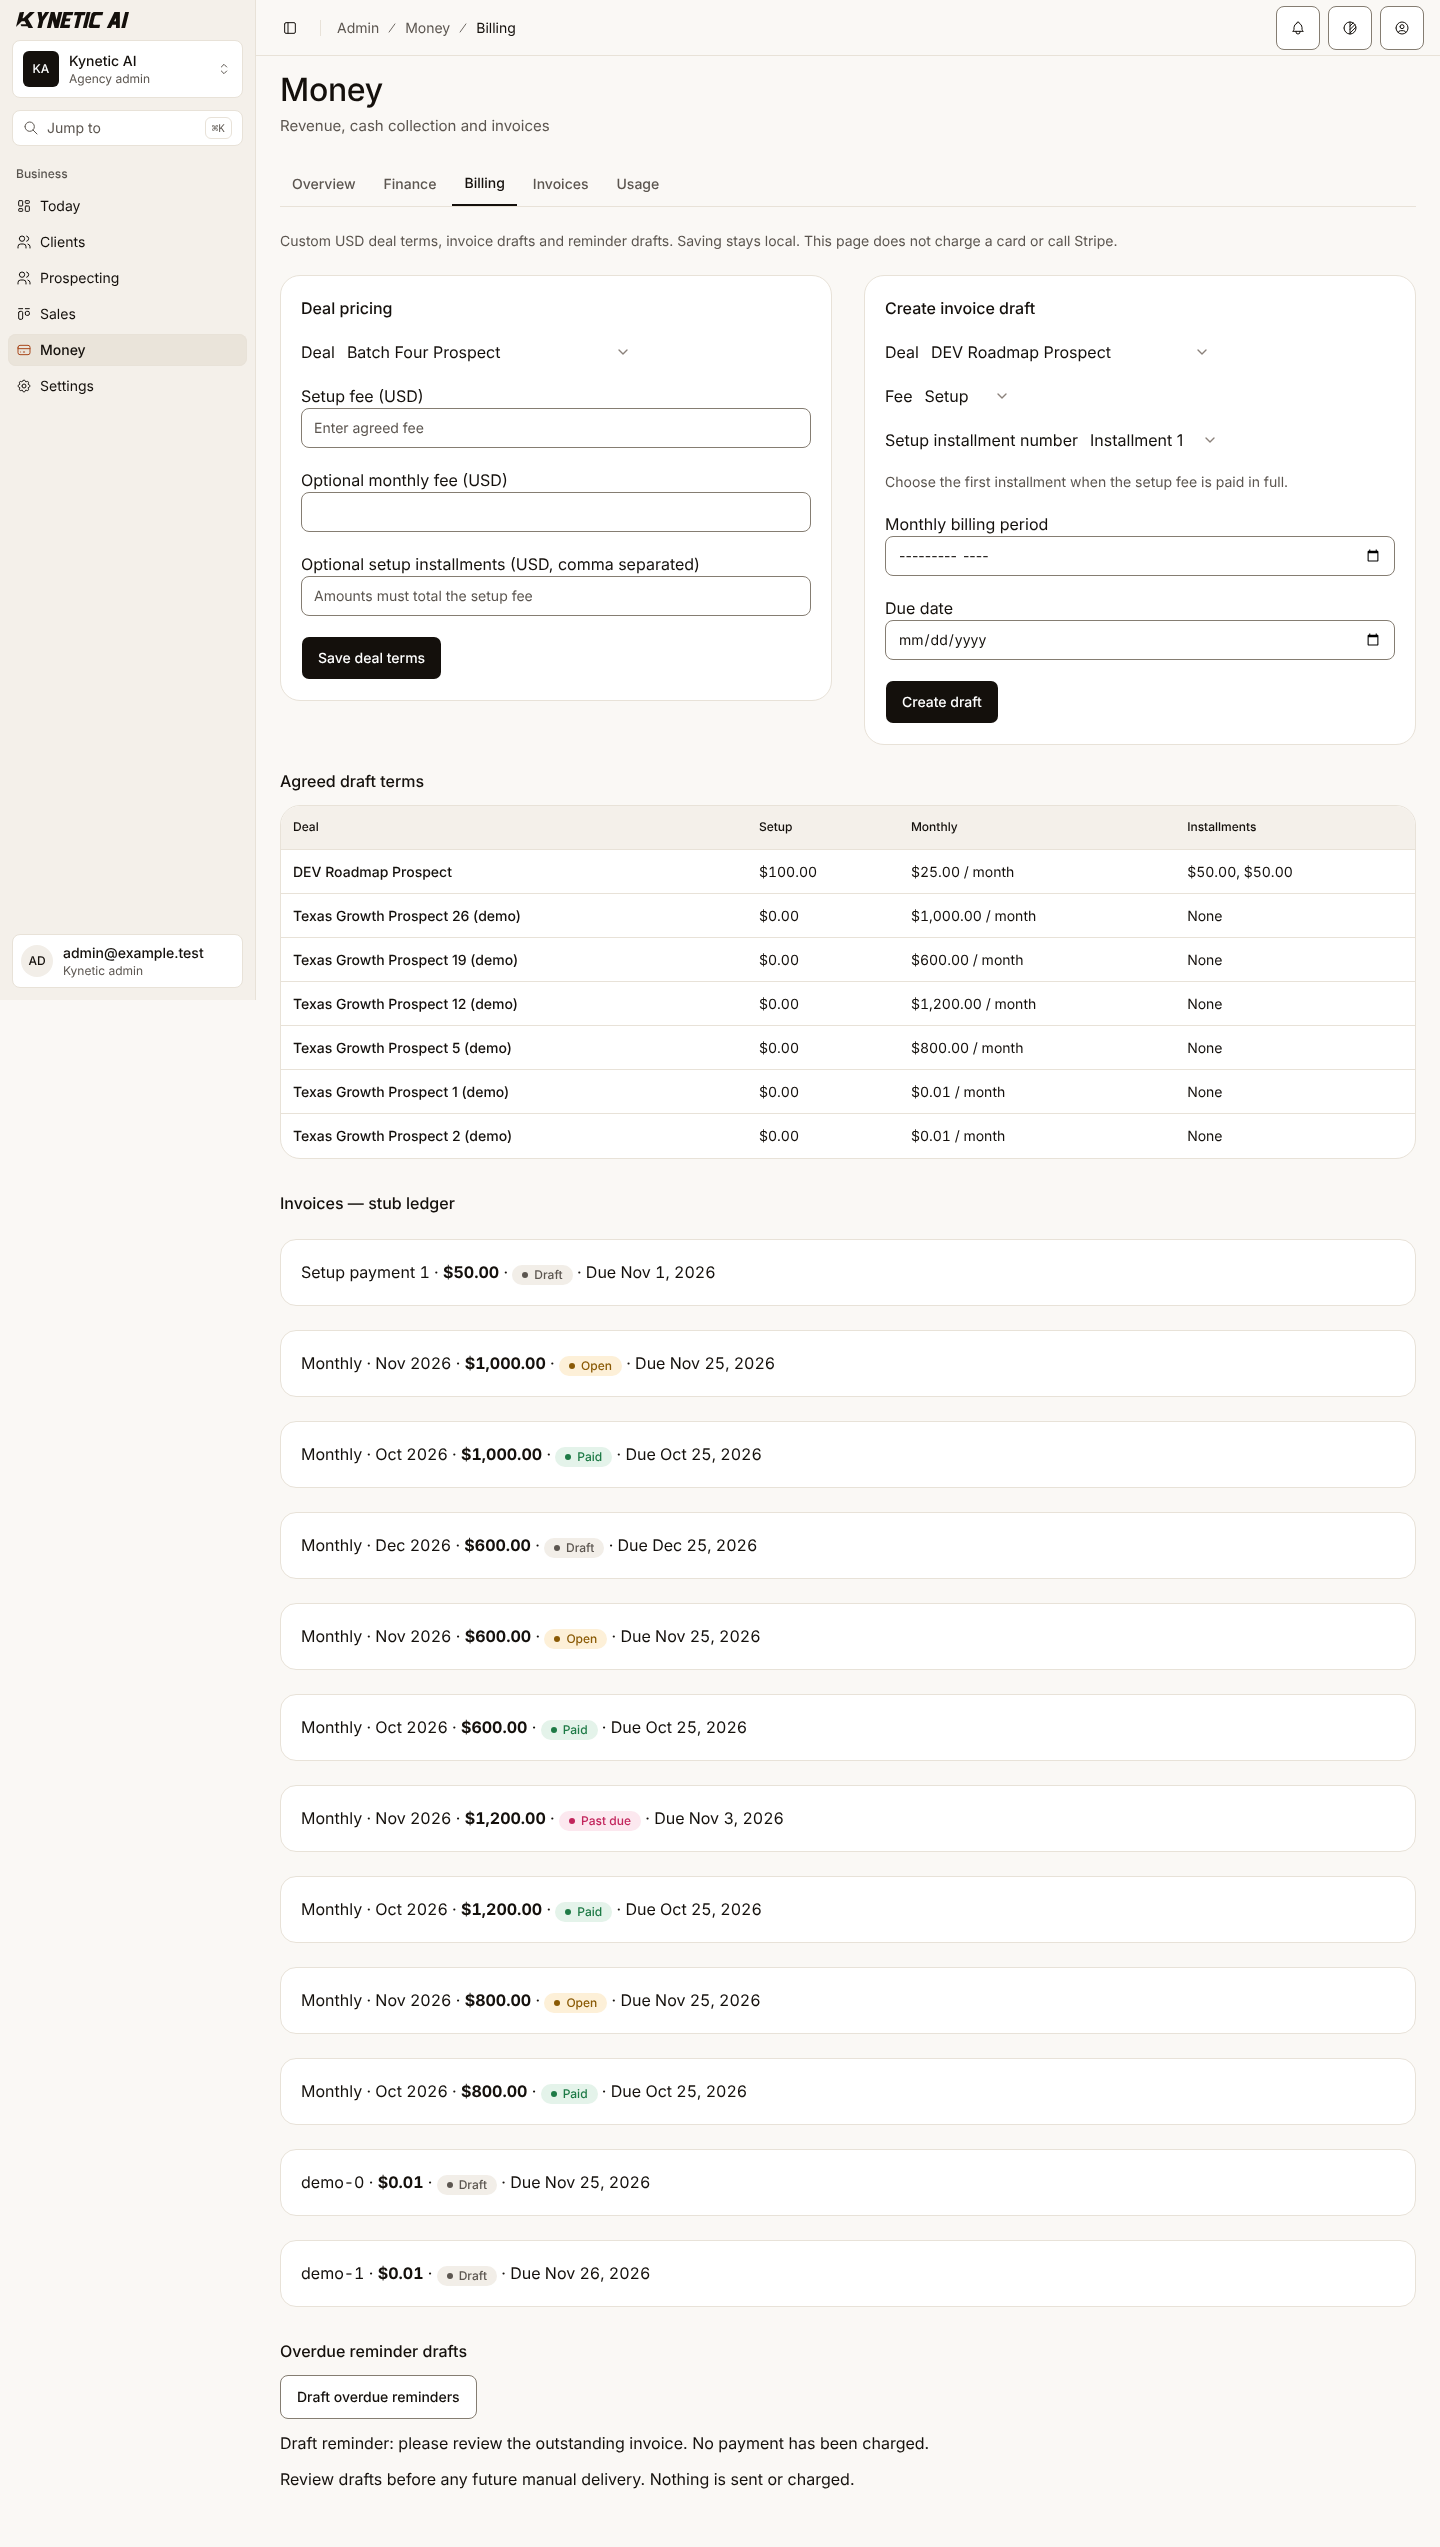 KYNETIC AI
KA
Kynetic AI
Agency admin
Jump to
⌘K
Business
Today
Clients
Prospecting
Sales
Money
Settings
AD
admin@example.test
Kynetic admin
Admin / Money / Billing
Money
Revenue, cash collection and invoices
Overview Finance Billing Invoices Usage
Custom USD deal terms, invoice drafts and reminder drafts. Saving stays local. This page does not charge a card or call Stripe.
Deal pricing
Deal Batch Four Prospect
Setup fee (USD)
Enter agreed fee
Optional monthly fee (USD)
Optional setup installments (USD, comma separated)
Amounts must total the setup fee
Save deal terms
Create invoice draft
Deal DEV Roadmap Prospect
Fee Setup
Setup installment number Installment 1
Choose the first installment when the setup fee is paid in full.
Monthly billing period
--------- ----
Due date
mm/dd/yyyy
Create draft
Agreed draft terms
Deal Setup Monthly Installments
DEV Roadmap Prospect $100.00 $25.00 / month $50.00, $50.00
Texas Growth Prospect 26 (demo) $0.00 $1,000.00 / month None
Texas Growth Prospect 19 (demo) $0.00 $600.00 / month None
Texas Growth Prospect 12 (demo) $0.00 $1,200.00 / month None
Texas Growth Prospect 5 (demo) $0.00 $800.00 / month None
Texas Growth Prospect 1 (demo) $0.00 $0.01 / month None
Texas Growth Prospect 2 (demo) $0.00 $0.01 / month None
Invoices — stub ledger
Setup payment 1 · $50.00 · Draft · Due Nov 1, 2026
Monthly · Nov 2026 · $1,000.00 · Open · Due Nov 25, 2026
Monthly · Oct 2026 · $1,000.00 · Paid · Due Oct 25, 2026
Monthly · Dec 2026 · $600.00 · Draft · Due Dec 25, 2026
Monthly · Nov 2026 · $600.00 · Open · Due Nov 25, 2026
Monthly · Oct 2026 · $600.00 · Paid · Due Oct 25, 2026
Monthly · Nov 2026 · $1,200.00 · Past due · Due Nov 3, 2026
Monthly · Oct 2026 · $1,200.00 · Paid · Due Oct 25, 2026
Monthly · Nov 2026 · $800.00 · Open · Due Nov 25, 2026
Monthly · Oct 2026 · $800.00 · Paid · Due Oct 25, 2026
demo-0 · $0.01 · Draft · Due Nov 25, 2026
demo-1 · $0.01 · Draft · Due Nov 26, 2026
Overdue reminder drafts
Draft overdue reminders
Draft reminder: please review the outstanding invoice. No payment has been charged.
Review drafts before any future manual delivery. Nothing is sent or charged.